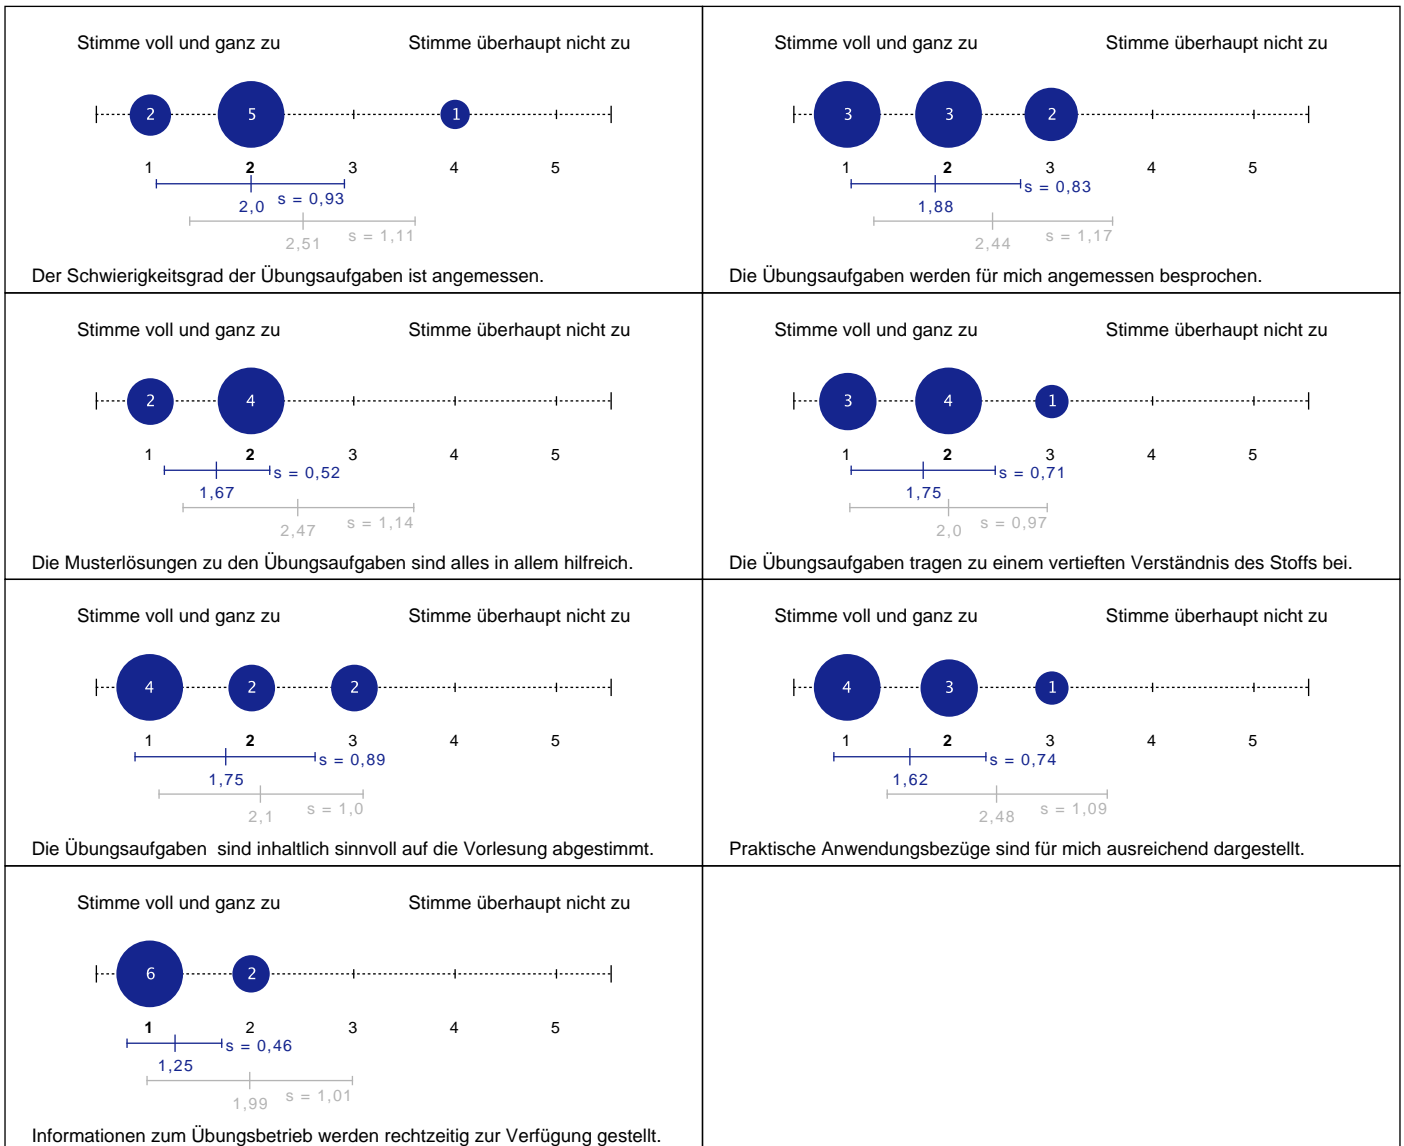 Stimme voll und ganz zu Stimme überhaupt nicht zu
2 5 1
1 2 3 4 5
s = 0,93
2,0
s = 1,11
2,51
Der Schwierigkeitsgrad der Übungsaufgaben ist angemessen.
Stimme voll und ganz zu Stimme überhaupt nicht zu
3 3 2
1 2 3 4 5
s = 0,83
1,88
s = 1,17
2,44
Die Übungsaufgaben werden für mich angemessen besprochen.
Stimme voll und ganz zu Stimme überhaupt nicht zu
2 4
1 2 3 4 5
s = 0,52
1,67
s = 1,14
2,47
Die Musterlösungen zu den Übungsaufgaben sind alles in allem hilfreich.
Stimme voll und ganz zu Stimme überhaupt nicht zu
3 4 1
1 2 3 4 5
s = 0,71
1,75
s = 0,97
2,0
Die Übungsaufgaben tragen zu einem vertieften Verständnis des Stoffs bei.
Stimme voll und ganz zu Stimme überhaupt nicht zu
4 2 2
1 2 3 4 5
s = 0,89
1,75
s = 1,0
2,1
Die Übungsaufgaben  sind inhaltlich sinnvoll auf die Vorlesung abgestimmt.
Stimme voll und ganz zu Stimme überhaupt nicht zu
4 3 1
1 2 3 4 5
s = 0,74
1,62
s = 1,09
2,48
Praktische Anwendungsbezüge sind für mich ausreichend dargestellt.
Stimme voll und ganz zu Stimme überhaupt nicht zu
6 2
1 2 3 4 5
s = 0,46
1,25
s = 1,01
1,99
Informationen zum Übungsbetrieb werden rechtzeitig zur Verfügung gestellt.